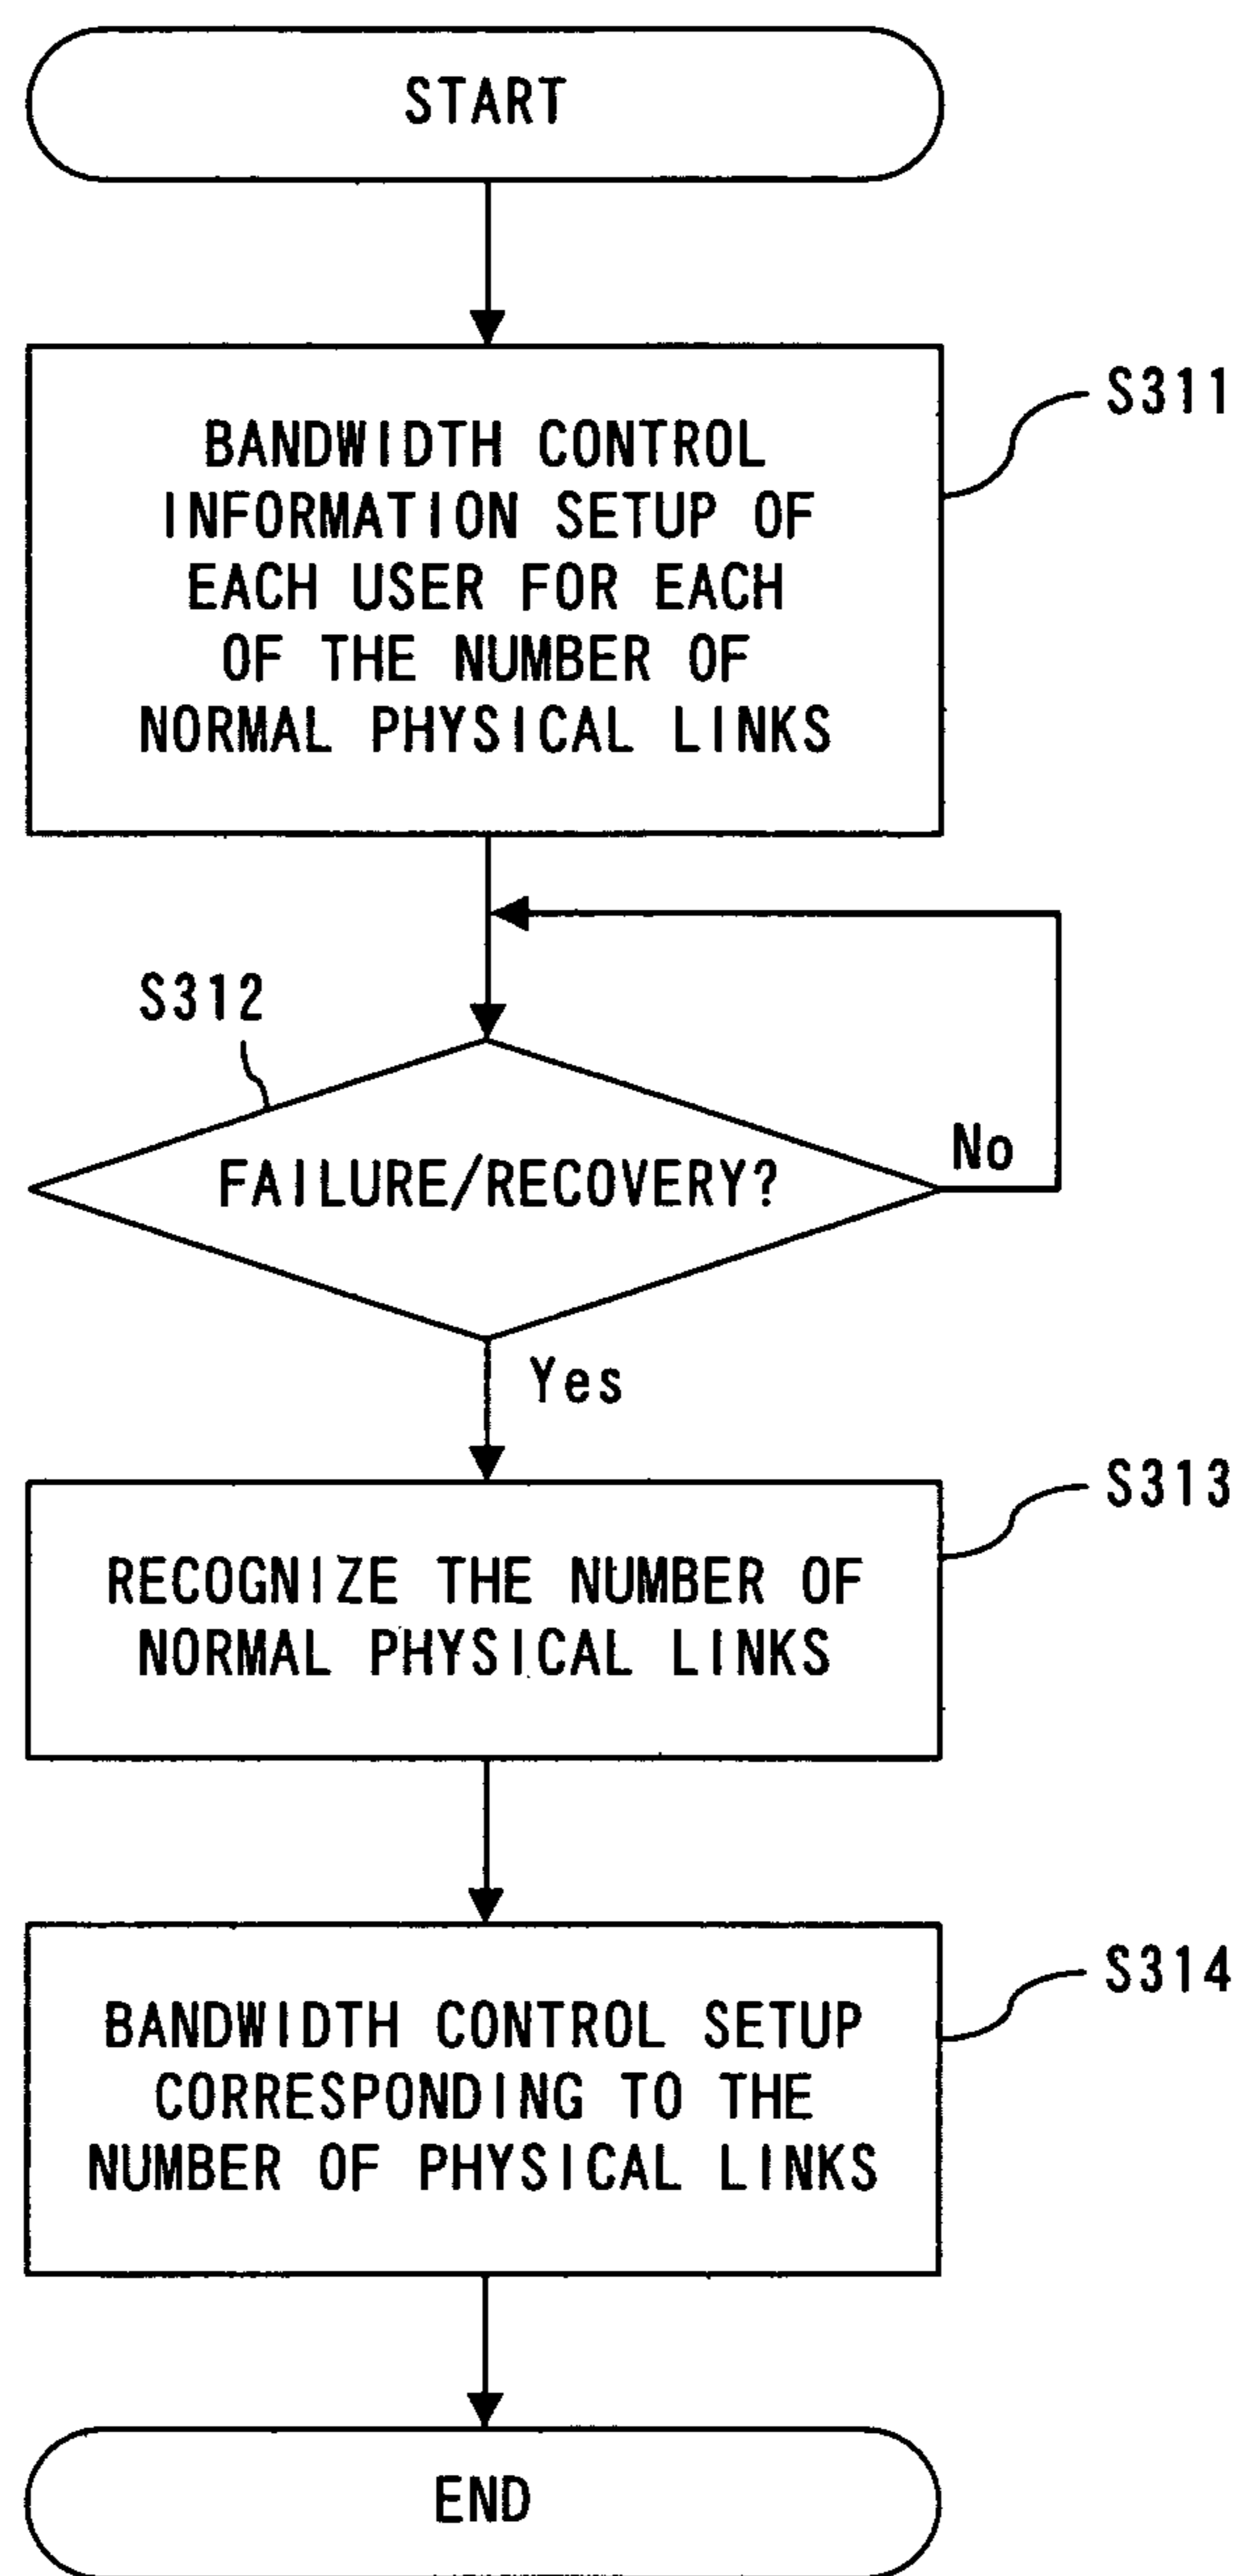 START
BANDWIDTH CONTROL
INFORMATION SETUP OF
EACH USER FOR EACH
OF THE NUMBER OF
NORMAL PHYSICAL LINKS
S311
S312
FAILURE/RECOVERY?
No
Yes
RECOGNIZE THE NUMBER OF
NORMAL PHYSICAL LINKS
S313
BANDWIDTH CONTROL SETUP
CORRESPONDING TO THE
NUMBER OF PHYSICAL LINKS
S314
END